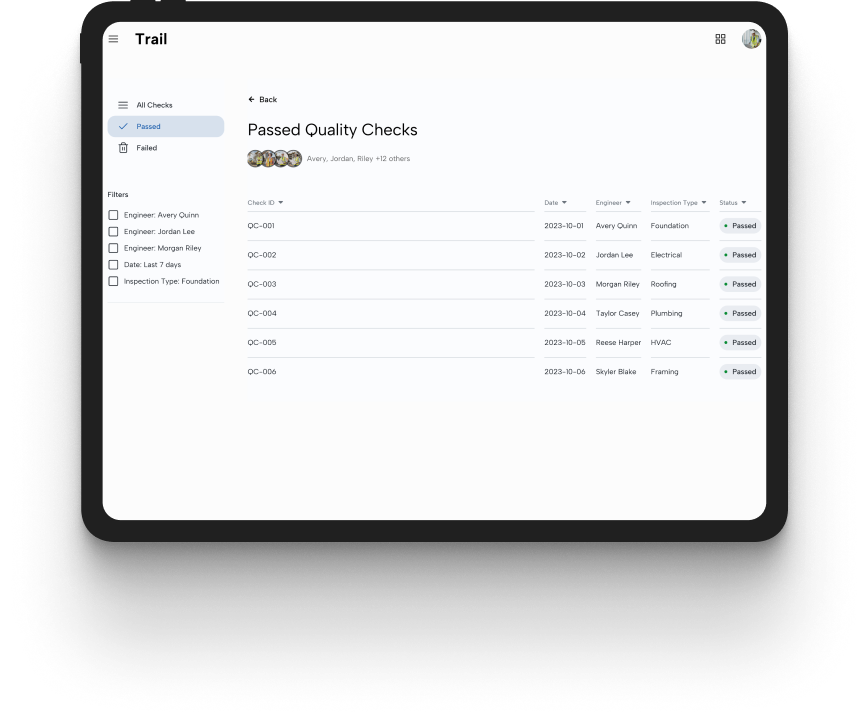 Trail
All Checks
Passed
Failed
Filters
Engineer: Avery Quinn
Engineer: Jordan Lee
Engineer: Morgan Riley
Date: Last 7 days
Inspection Type: Foundation
Back
Passed Quality Checks
Avery, Jordan, Riley +12 others
Check ID Date Engineer Inspection Type Status
QC-001 2023-10-01 Avery Quinn Foundation Passed
QC-002 2023-10-02 Jordan Lee Electrical Passed
QC-003 2023-10-03 Morgan Riley Roofing Passed
QC-004 2023-10-04 Taylor Casey Plumbing Passed
QC-005 2023-10-05 Reese Harper HVAC Passed
QC-006 2023-10-06 Skyler Blake Framing Passed